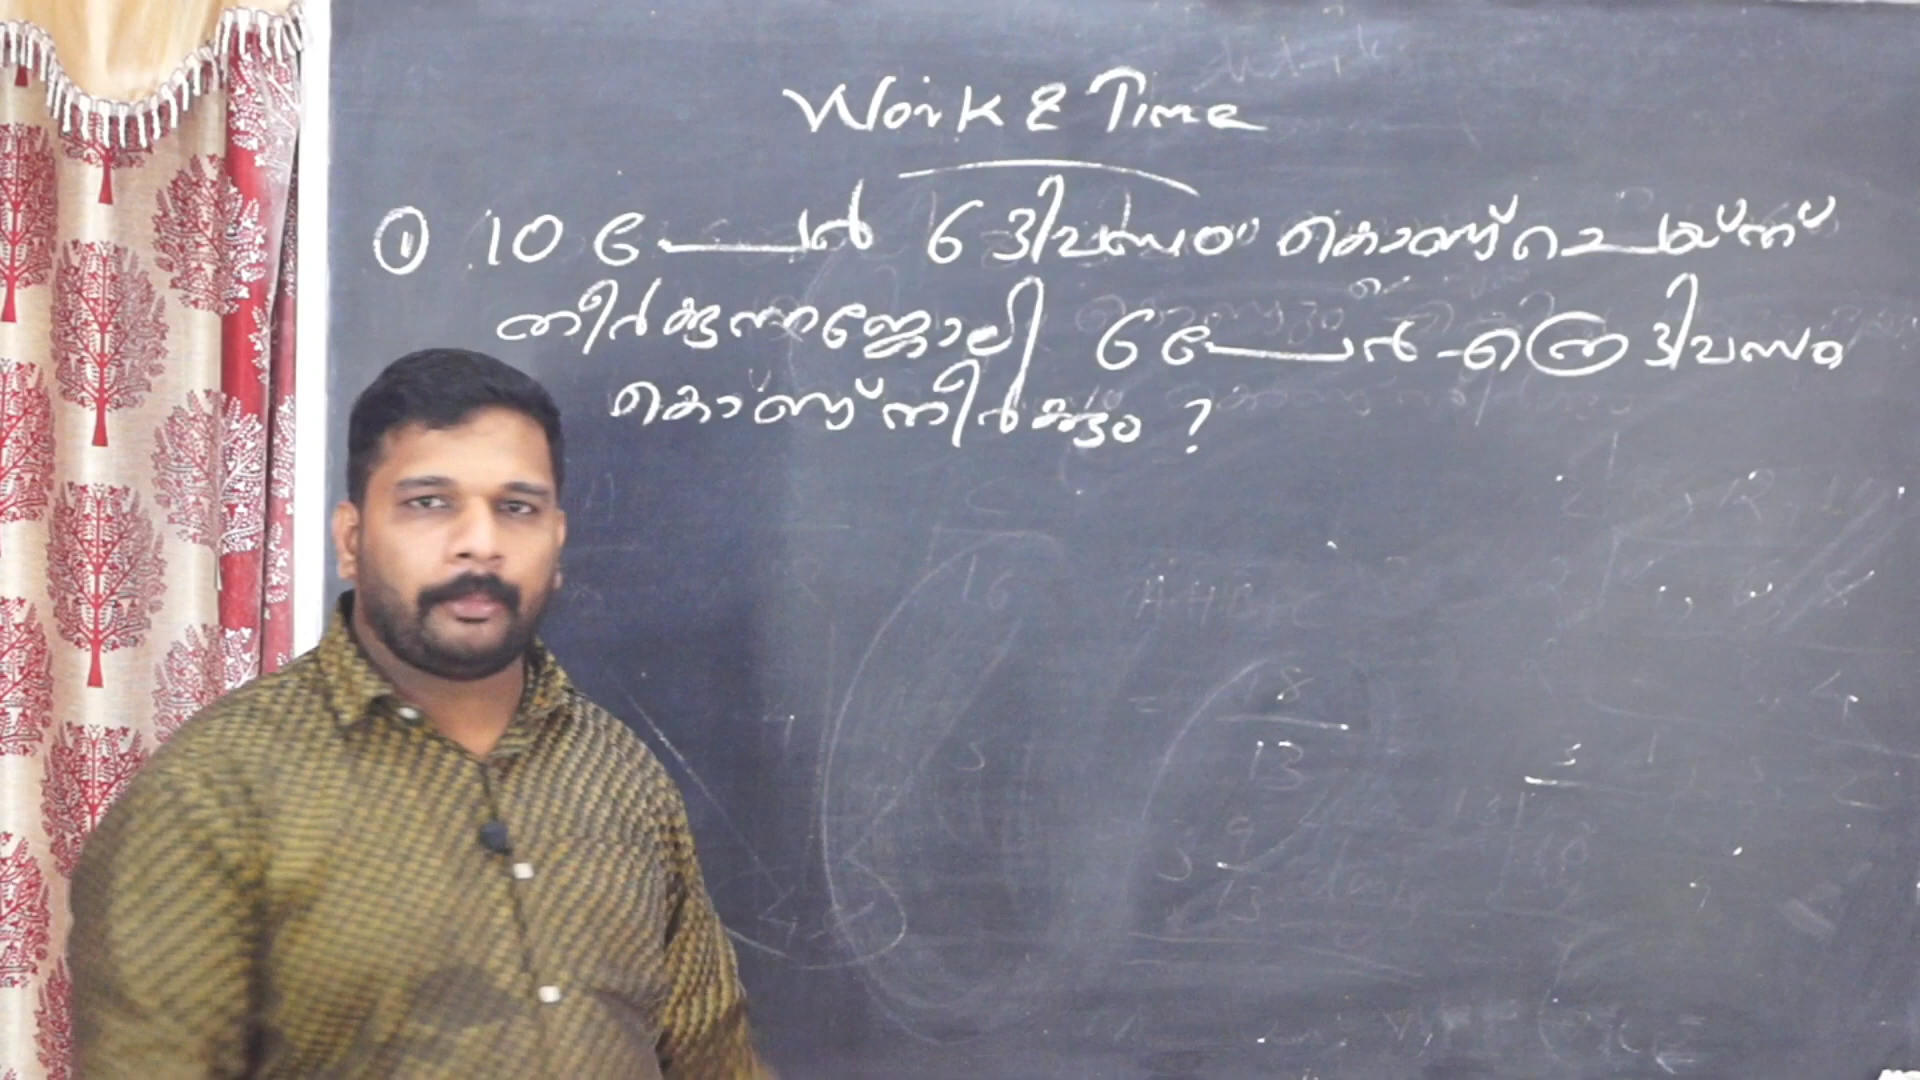 Work & Time
① 10 പേർ 6 ദിവസം കൊണ്ട് ചെയ്ത്
തീർക്കുന്ന ജോലി 6 പേർ എത്ര ദിവസം
കൊണ്ട് തീർക്കും ?